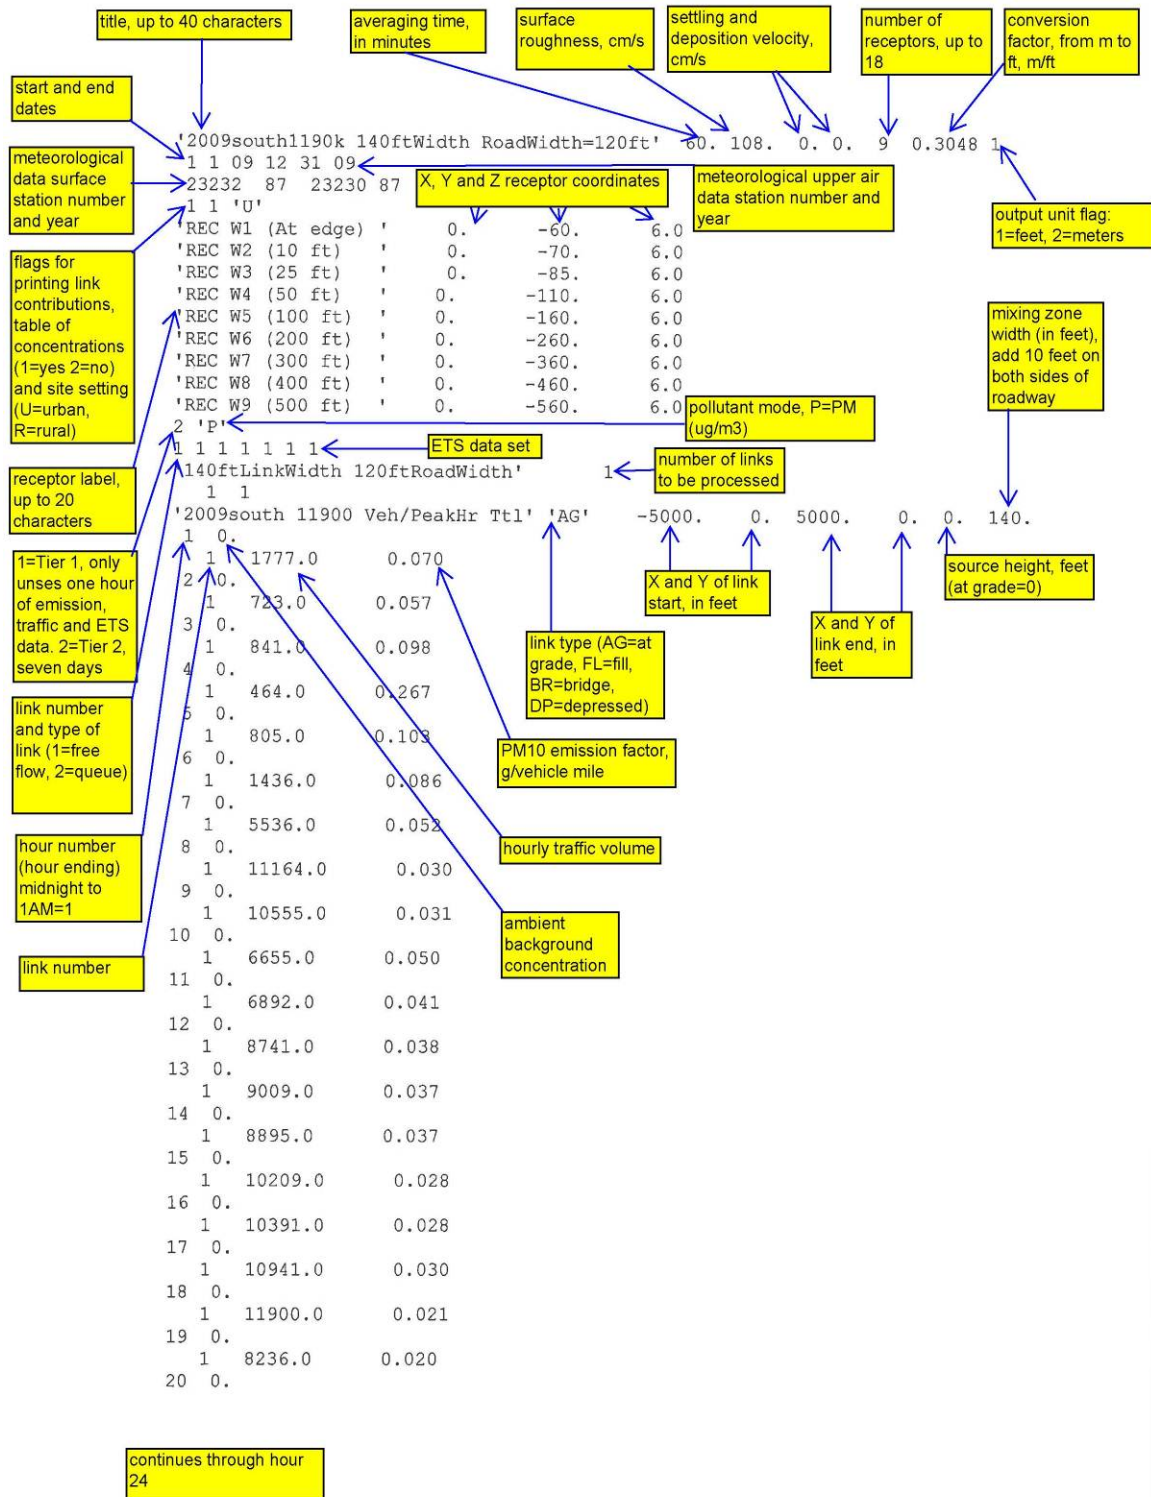 title, up to 40 characters
averaging time,
in minutes
surface
roughness, cm/s
settling and
deposition velocity,
cm/s
number of
receptors, up to
18
conversion
factor, from m to
ft, m/ft
start and end
dates
'2009south1190k 140ftWidth RoadWidth=120ft' 60. 108. 0. 0. 9 0.3048 1
1 1 09 12 31 09
23232 87 23230 87
1 1 'U'
meteorological
data surface
station number
and year
X, Y and Z receptor coordinates
meteorological upper air
data station number and
year
output unit flag:
1=feet, 2=meters
'REC W1 (At edge) ' 0. -60. 6.0
'REC W2 (10 ft) ' 0. -70. 6.0
'REC W3 (25 ft) ' 0. -85. 6.0
'REC W4 (50 ft) ' 0. -110. 6.0
'REC W5 (100 ft) ' 0. -160. 6.0
'REC W6 (200 ft) ' 0. -260. 6.0
'REC W7 (300 ft) ' 0. -360. 6.0
'REC W8 (400 ft) ' 0. -460. 6.0
'REC W9 (500 ft) ' 0. -560. 6.0
flags for
printing link
contributions,
table of
concentrations
(1=yes 2=no)
and site setting
(U=urban,
R=rural)
mixing zone
width (in feet),
add 10 feet on
both sides of
roadway
2 'P'
pollutant mode, P=PM
(ug/m3)
1 1 1 1 1 1 1
ETS data set
'140ftLinkWidth 120ftRoadWidth' 1
number of links
to be processed
1 1
receptor label,
up to 20
characters
'2009south 11900 Veh/PeakHr Ttl' 'AG' -5000. 0. 5000. 0. 0. 140.
1 0.
1 1777.0 0.070
2 0.
1 723.0 0.057
3 0.
1 841.0 0.098
4 0.
1 464.0 0.267
5 0.
1 805.0 0.103
6 0.
1 1436.0 0.086
7 0.
1 5536.0 0.052
8 0.
1 11164.0 0.030
9 0.
1 10555.0 0.031
10 0.
1 6655.0 0.050
11 0.
1 6892.0 0.041
12 0.
1 8741.0 0.038
13 0.
1 9009.0 0.037
14 0.
1 8895.0 0.037
15 0.
1 10209.0 0.028
16 0.
1 10391.0 0.028
17 0.
1 10941.0 0.030
18 0.
1 11900.0 0.021
19 0.
1 8236.0 0.020
20 0.
1=Tier 1, only
unses one hour
of emission,
traffic and ETS
data. 2=Tier 2,
seven days
X and Y of link
start, in feet
source height, feet
(at grade=0)
X and Y of
link end, in
feet
link type (AG=at
grade, FL=fill,
BR=bridge,
DP=depressed)
link number
and type of
link (1=free
flow, 2=queue)
PM10 emission factor,
g/vehicle mile
hour number
(hour ending)
midnight to
1AM=1
hourly traffic volume
ambient
background
concentration
link number
continues through hour
24